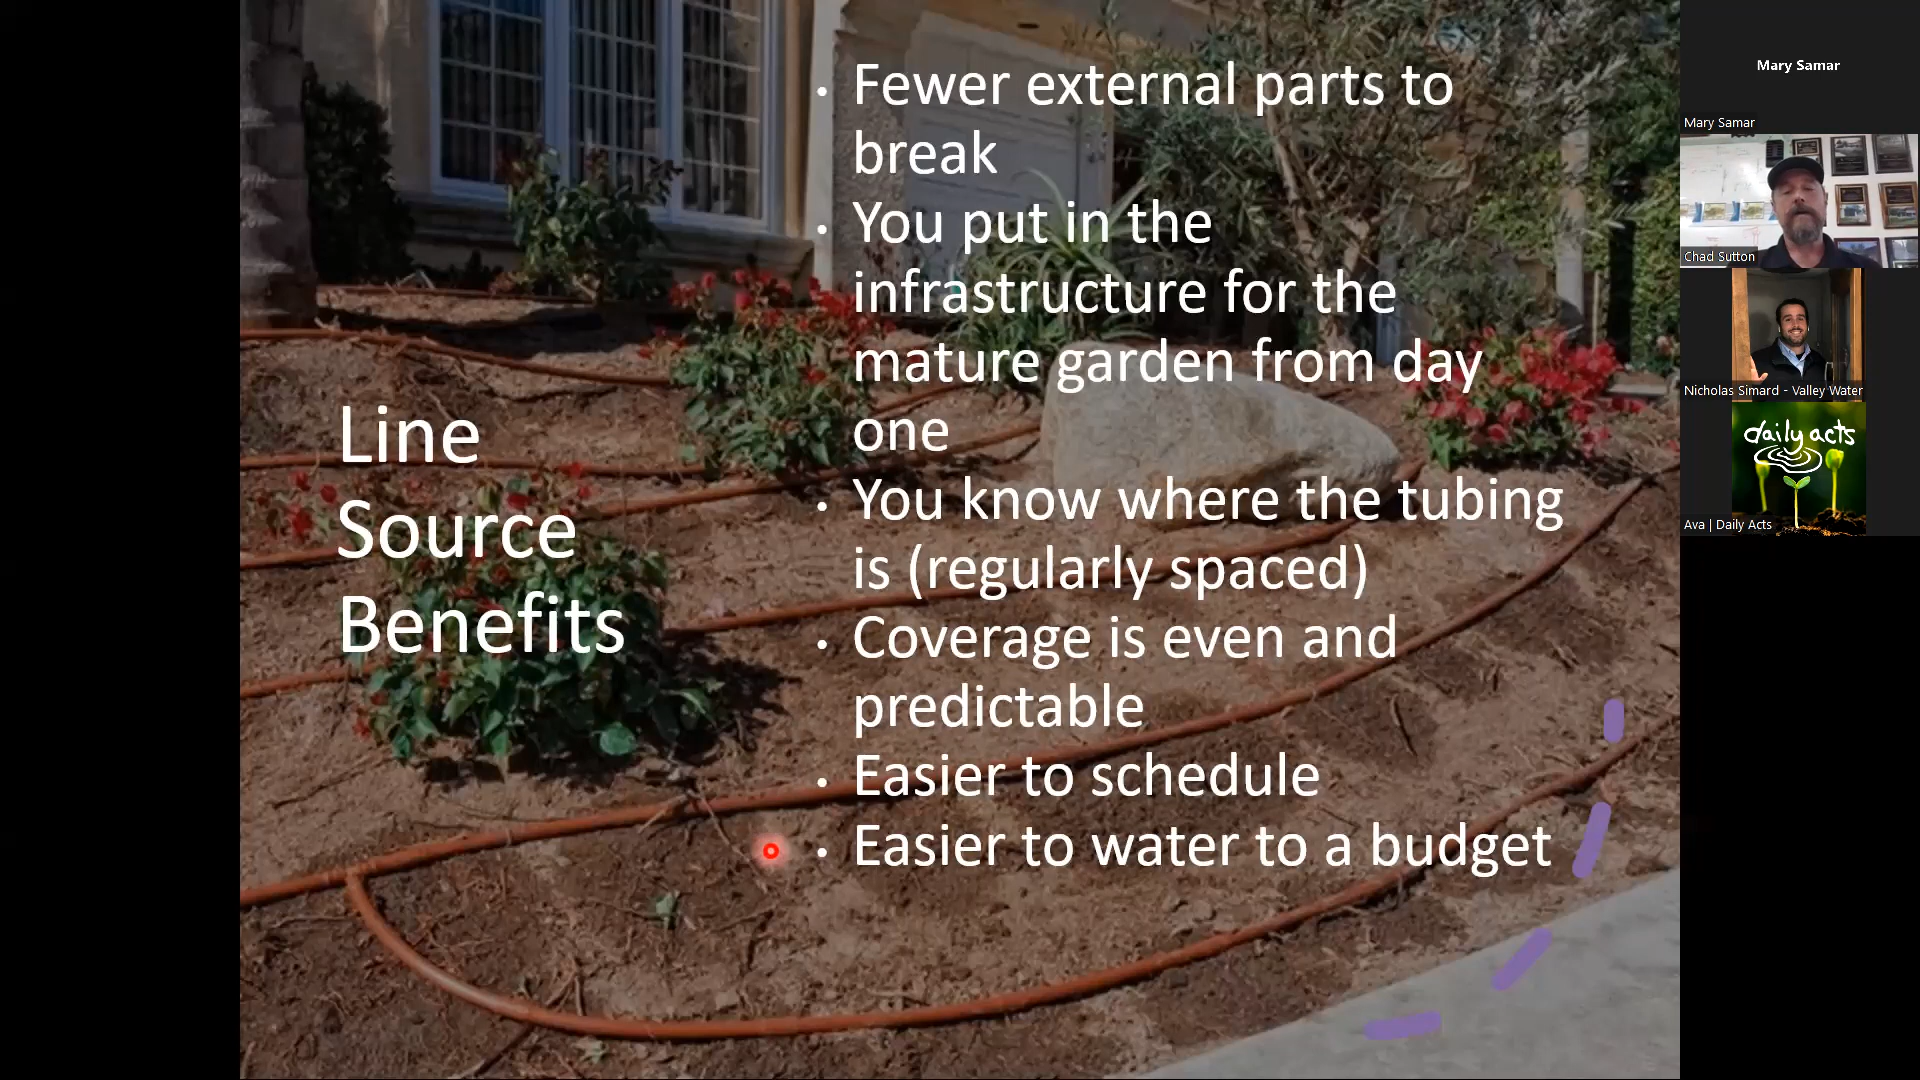 Line
Source
Benefits
• Fewer external parts to
break
• You put in the
infrastructure for the
mature garden from day
one
• You know where the tubing
is (regularly spaced)
• Coverage is even and
predictable
• Easier to schedule
• Easier to water to a budget
Mary Samar
Mary Samar
Chad Sutton
Nicholas Simard - Valley Water
daily acts
Ava | Daily Acts